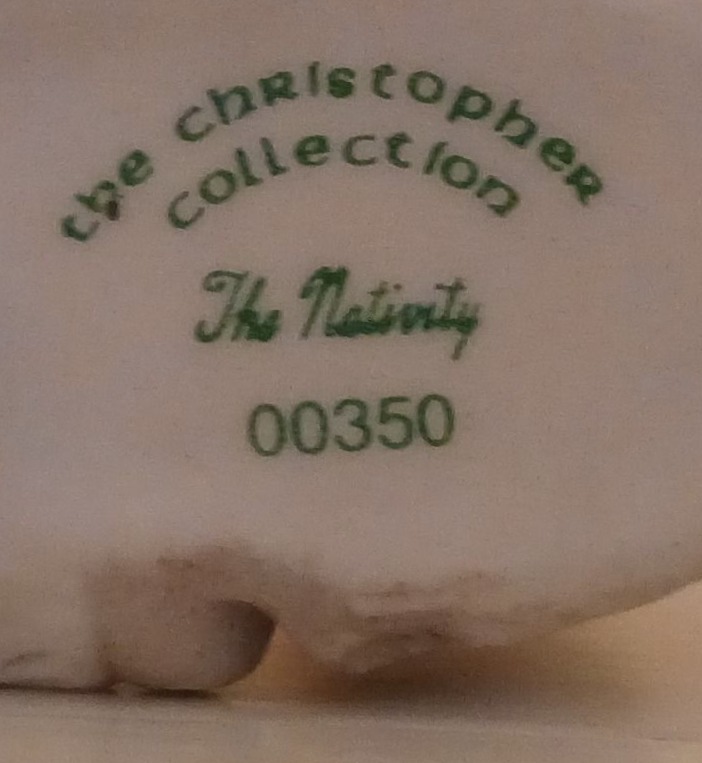 the christopher
collection
The Nativity
00350